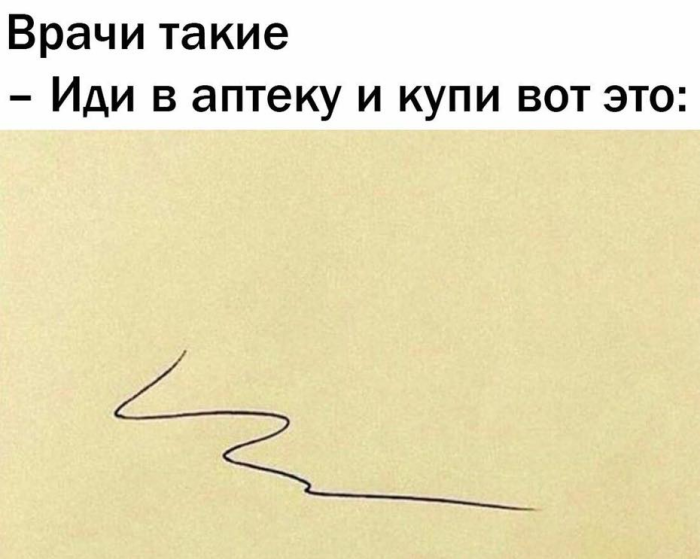 Врачи такие
– Иди в аптеку и купи вот это: